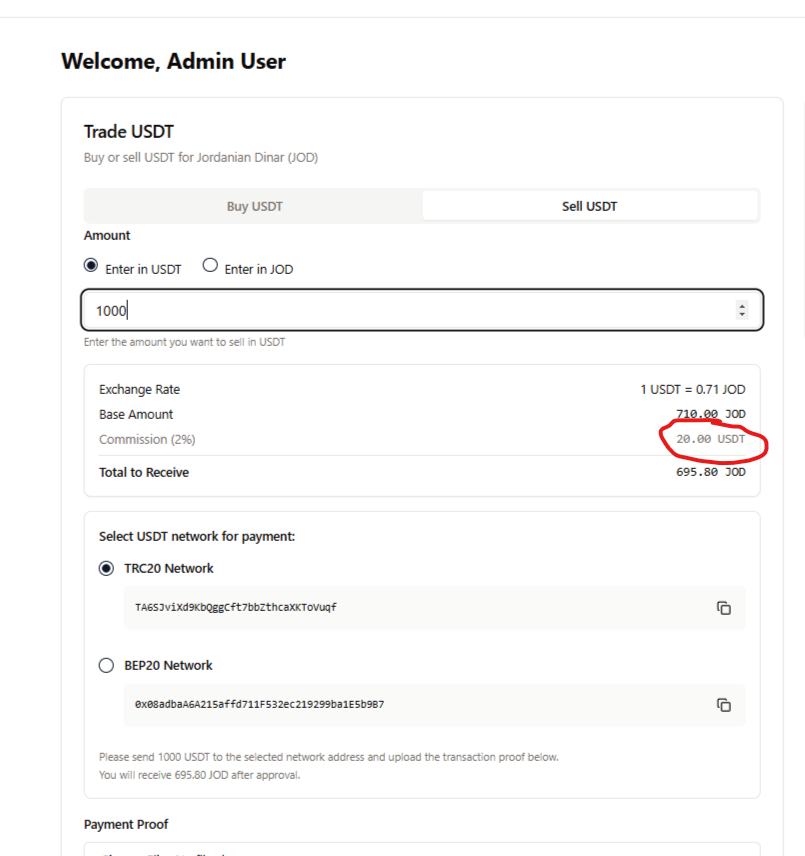 Welcome, Admin User
Trade USDT
Buy or sell USDT for Jordanian Dinar (JOD)
Buy USDT Sell USDT
Amount
Enter in USDT Enter in JOD
1000
Enter the amount you want to sell in USDT
Exchange Rate 1 USDT = 0.71 JOD
Base Amount 710.00 JOD
Commission (2%) 20.00 USDT
Total to Receive 695.80 JOD
Select USDT network for payment:
TRC20 Network
TA6SJviXd9KbQggCft7bbZthcaXKToVuqf
BEP20 Network
0x08adbaA6A215affd711F532ec219299ba1E5b9B7
Please send 1000 USDT to the selected network address and upload the transaction proof below.
You will receive 695.80 JOD after approval.
Payment Proof